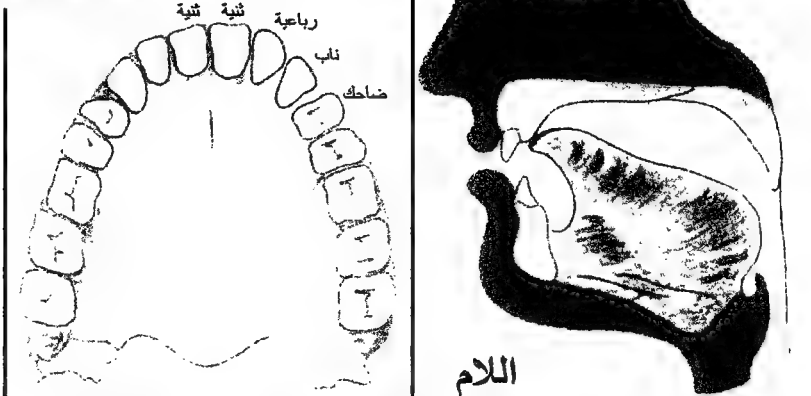 ثنية
ثنية
رباعية
ناب
ضاحك
اللام